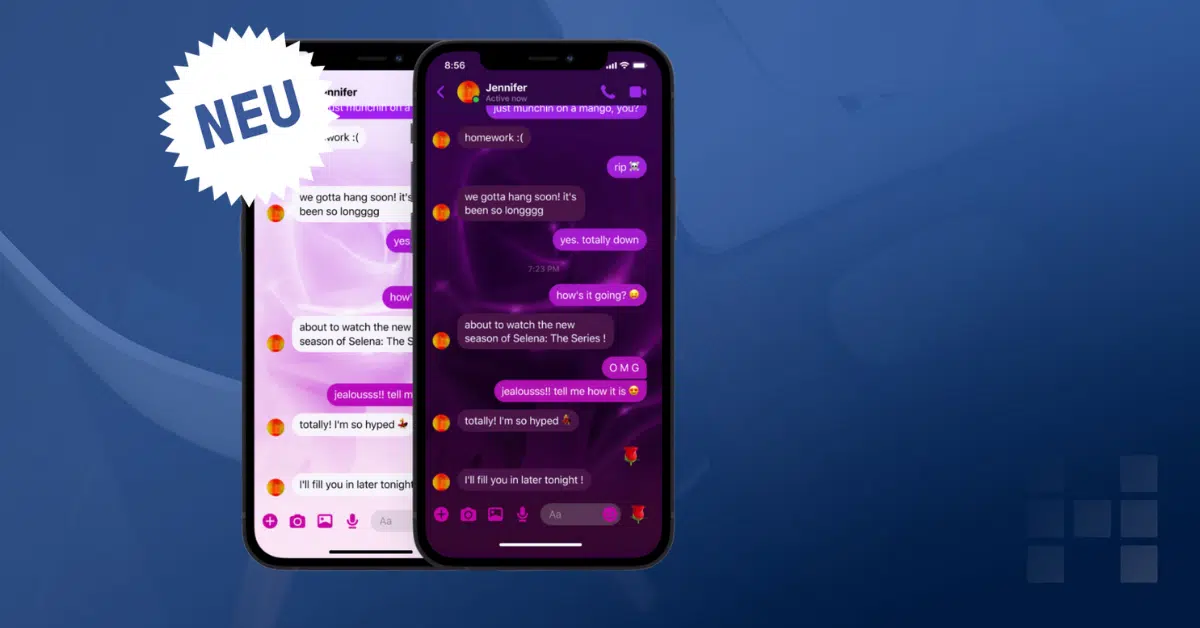 NEU
nnifer
just munchin on a
work :(
we gotta hang soon! it's
been so longggg
yes
how'
about to watch the new
season of Selena: The S
jealousss!! tell m
totally! I'm so hyped 💃
I'll fill you in later tonight
Aa
8:56
Jennifer
Active now
just munchin on a mango, you?
homework :(
rip ☠️
we gotta hang soon! it's
been so longggg
yes. totally down
7:23 PM
how's it going? 😛
about to watch the new
season of Selena: The Series !
O M G
jealousss!! tell me how it is 😍
totally! I'm so hyped 💃
🌹
I'll fill you in later tonight !
Aa